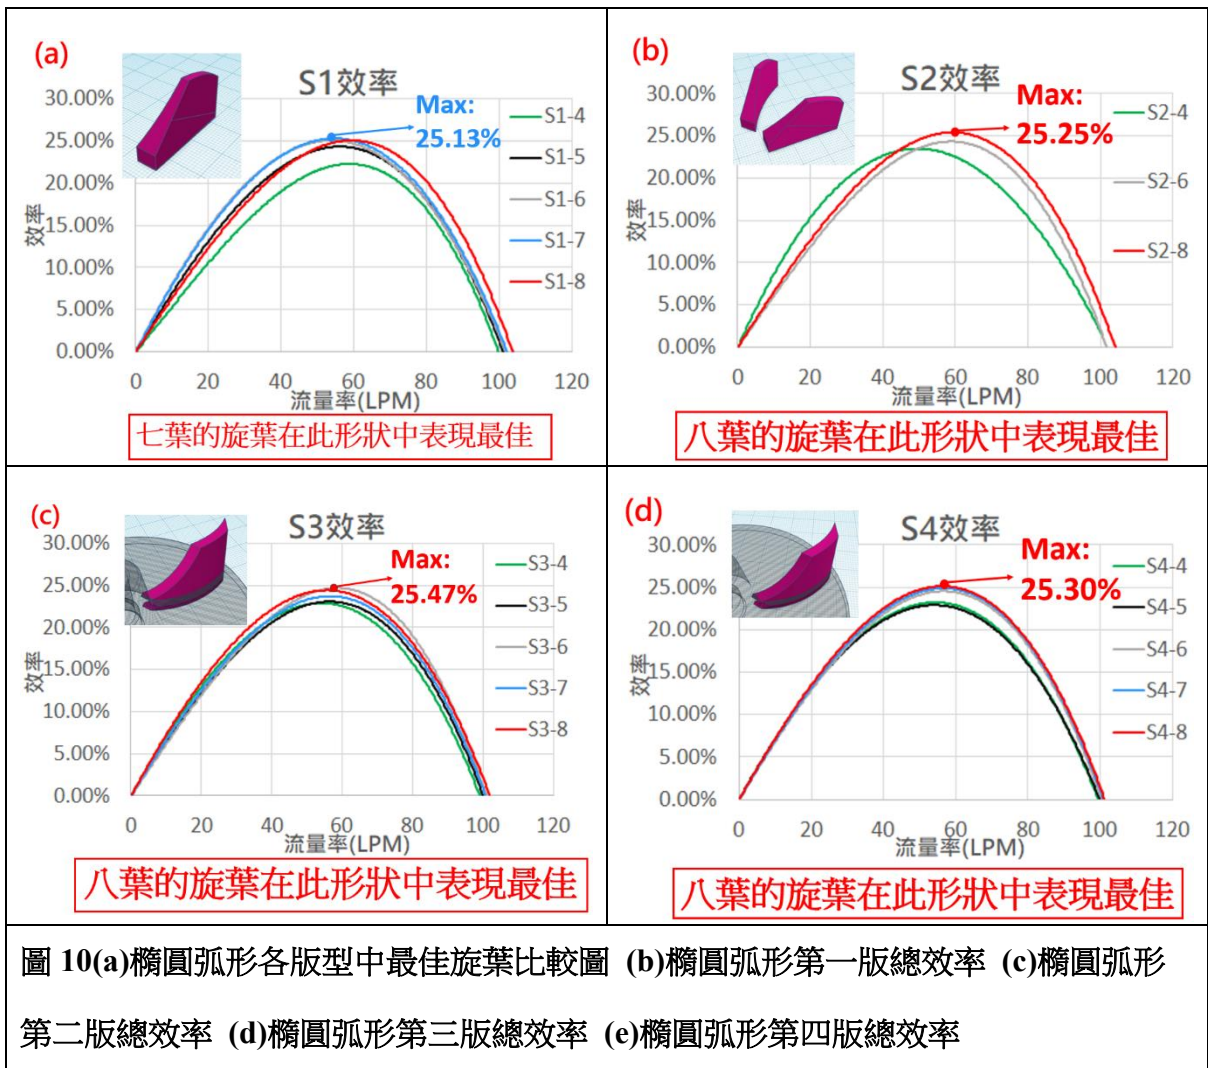 (a)
S1效率
Max:
25.13%
30.00%
25.00%
20.00%
15.00%
10.00%
5.00%
0.00%
效率
0 20 40 60 80 100 120
流量率(LPM)
S1-4
S1-5
S1-6
S1-7
S1-8
七葉的旋葉在此形狀中表現最佳
(b)
S2效率
Max:
25.25%
30.00%
25.00%
20.00%
15.00%
10.00%
5.00%
0.00%
效率
0 20 40 60 80 100 120
流量率(LPM)
S2-4
S2-6
S2-8
八葉的旋葉在此形狀中表現最佳
(c)
S3效率
Max:
25.47%
30.00%
25.00%
20.00%
15.00%
10.00%
5.00%
0.00%
效率
0 20 40 60 80 100 120
流量率(LPM)
S3-4
S3-5
S3-6
S3-7
S3-8
八葉的旋葉在此形狀中表現最佳
(d)
S4效率
Max:
25.30%
30.00%
25.00%
20.00%
15.00%
10.00%
5.00%
0.00%
效率
0 20 40 60 80 100 120
流量率(LPM)
S4-4
S4-5
S4-6
S4-7
S4-8
八葉的旋葉在此形狀中表現最佳
圖 10(a)橢圓弧形各版型中最佳旋葉比較圖 (b)橢圓弧形第一版總效率 (c)橢圓弧形
第二版總效率 (d)橢圓弧形第三版總效率 (e)橢圓弧形第四版總效率